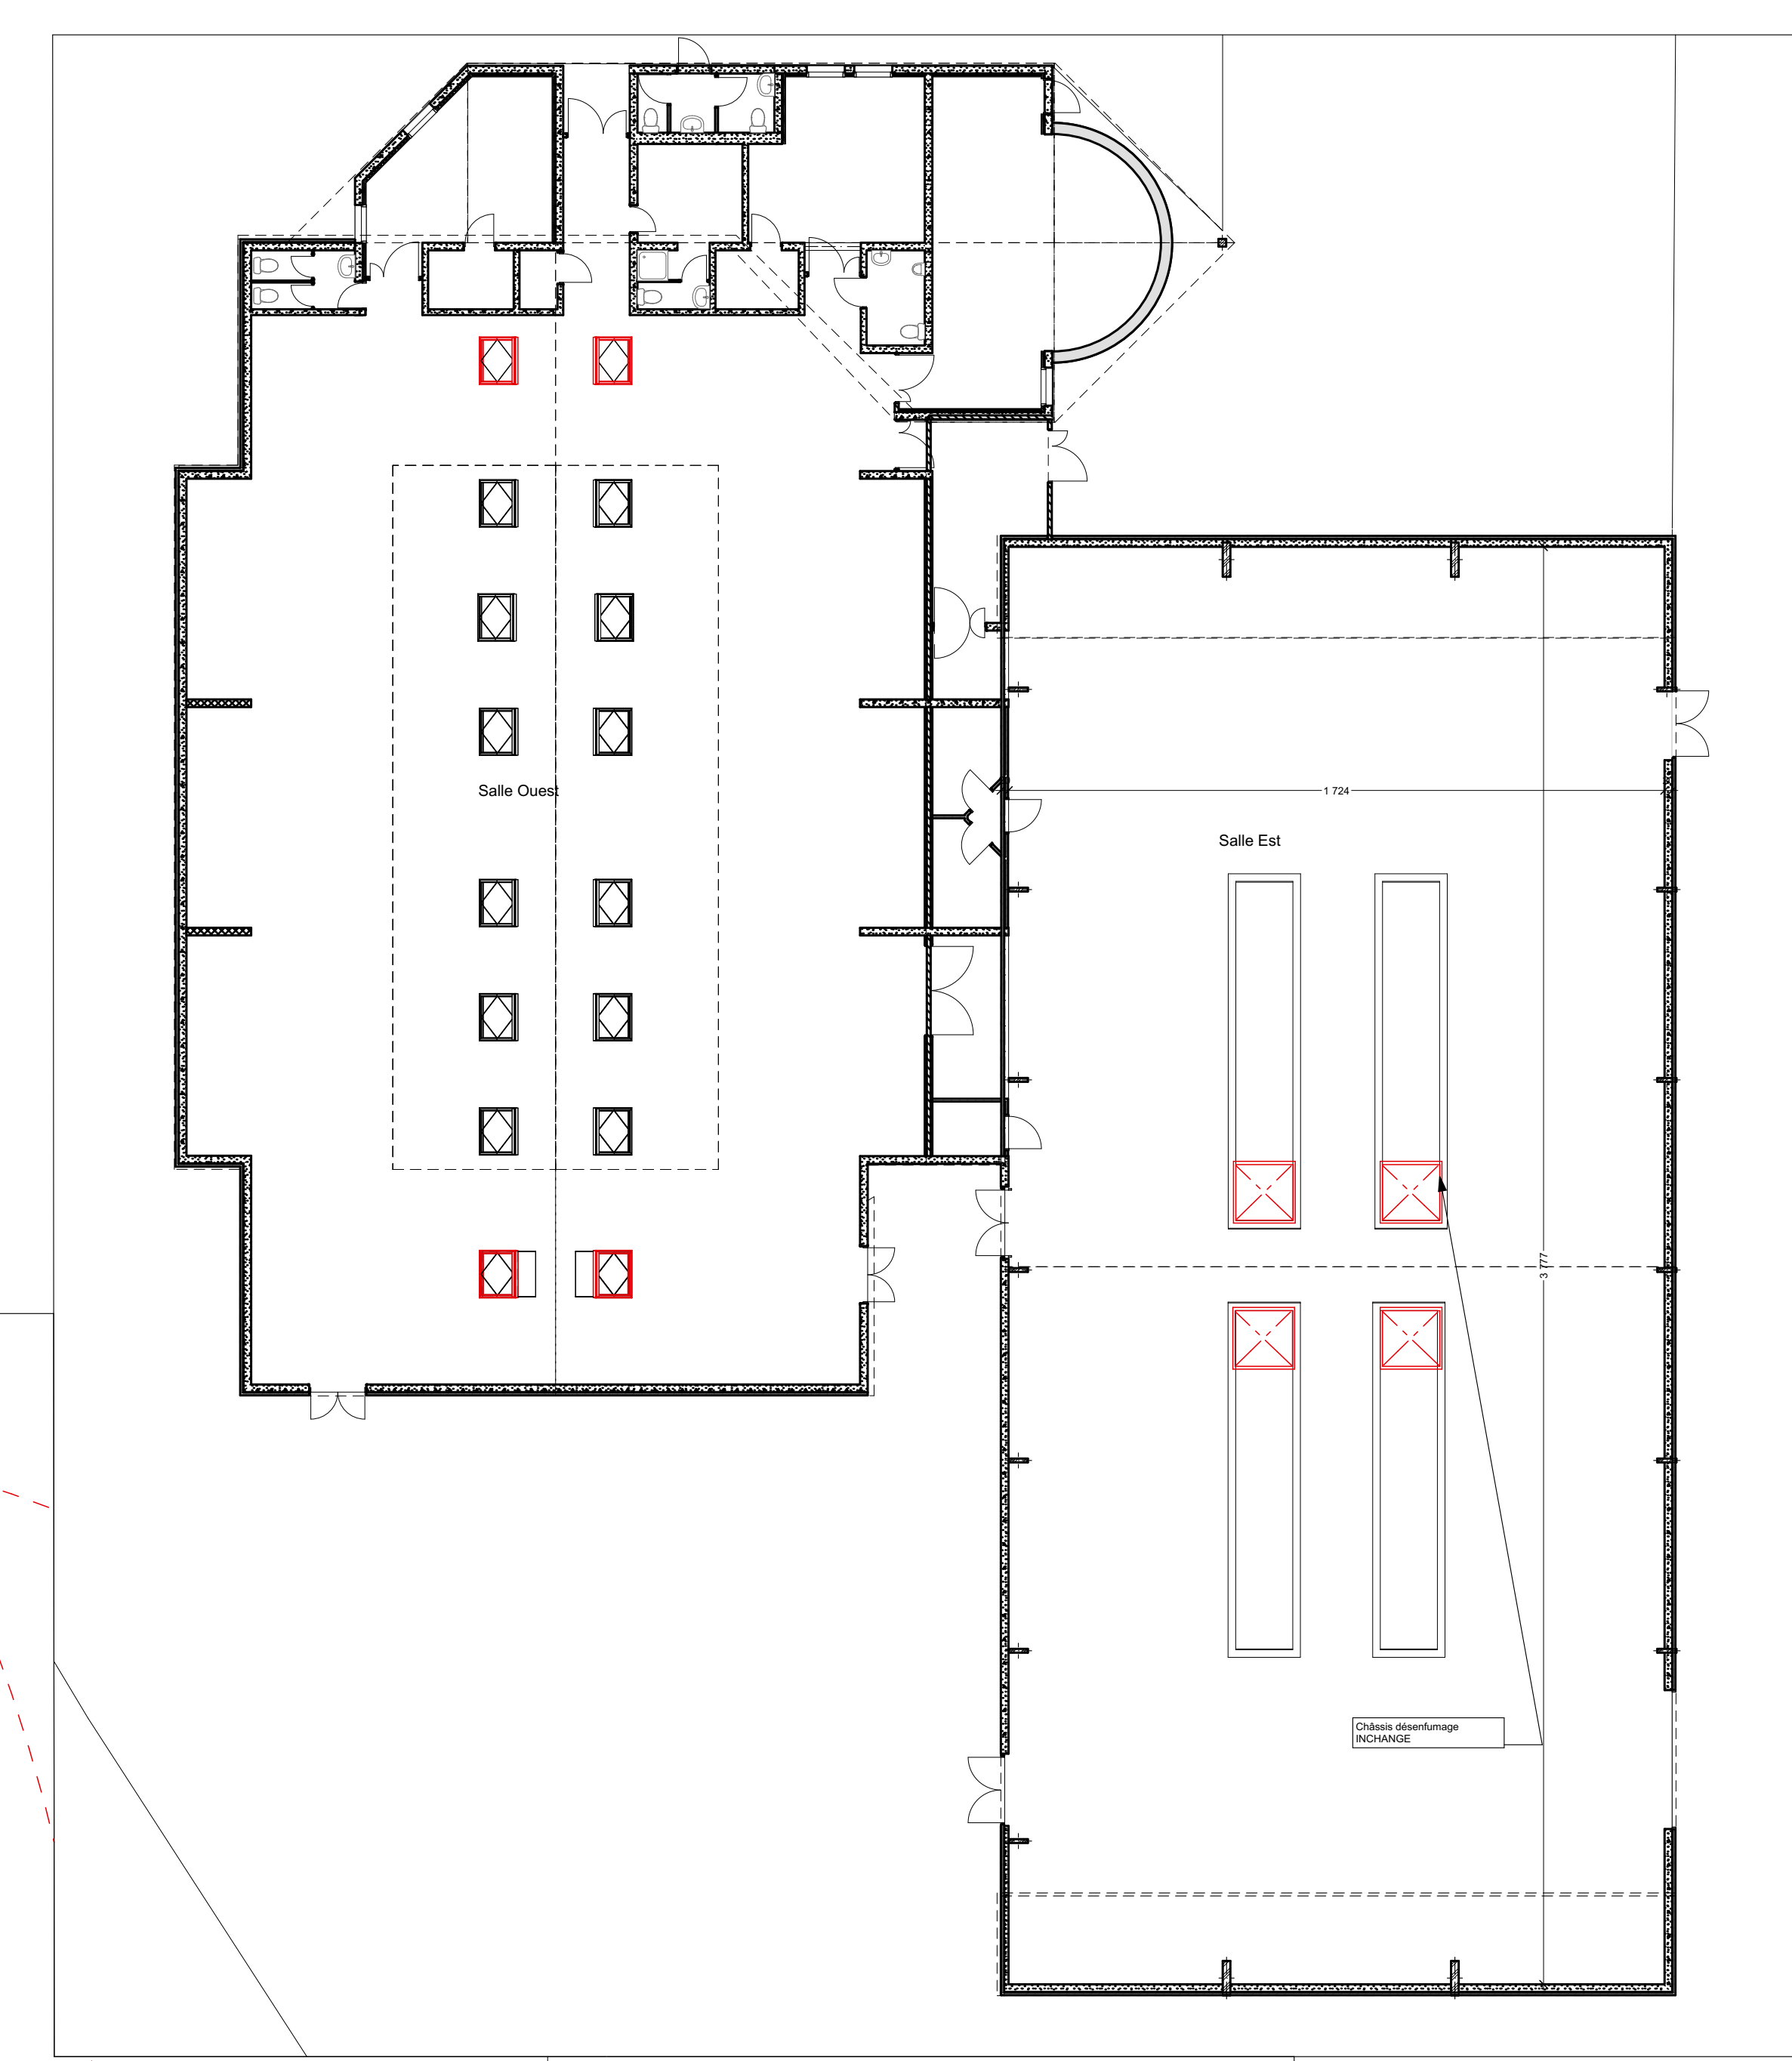 Salle Ouest
1 724
Salle Est
3 777
Châssis désenfumage
INCHANGE